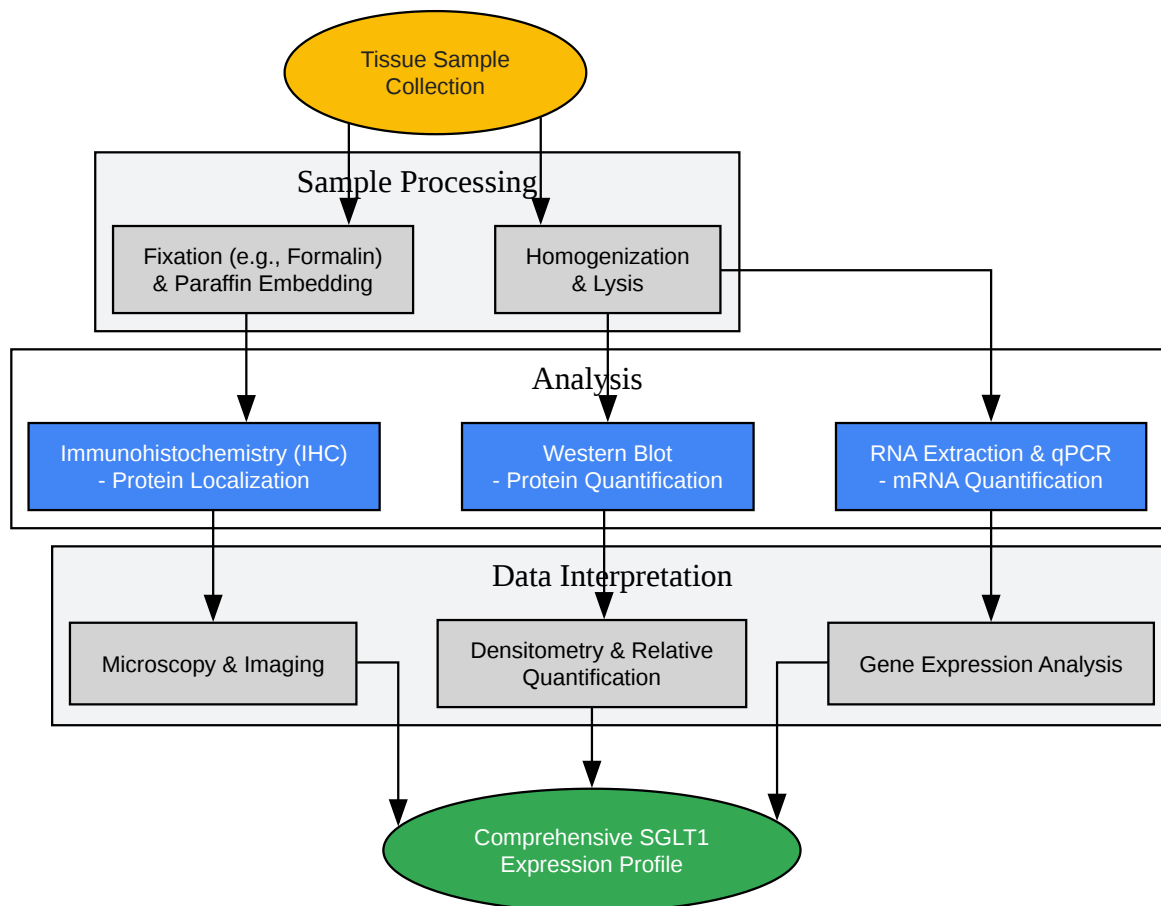 Tissue Sample
Collection
Sample Processing
Fixation (e.g., Formalin)
& Paraffin Embedding
Homogenization
& Lysis
Analysis
Immunohistochemistry (IHC)
- Protein Localization
Western Blot
- Protein Quantification
RNA Extraction & qPCR
- mRNA Quantification
Data Interpretation
Microscopy & Imaging
Densitometry & Relative
Quantification
Gene Expression Analysis
Comprehensive SGLT1
Expression Profile